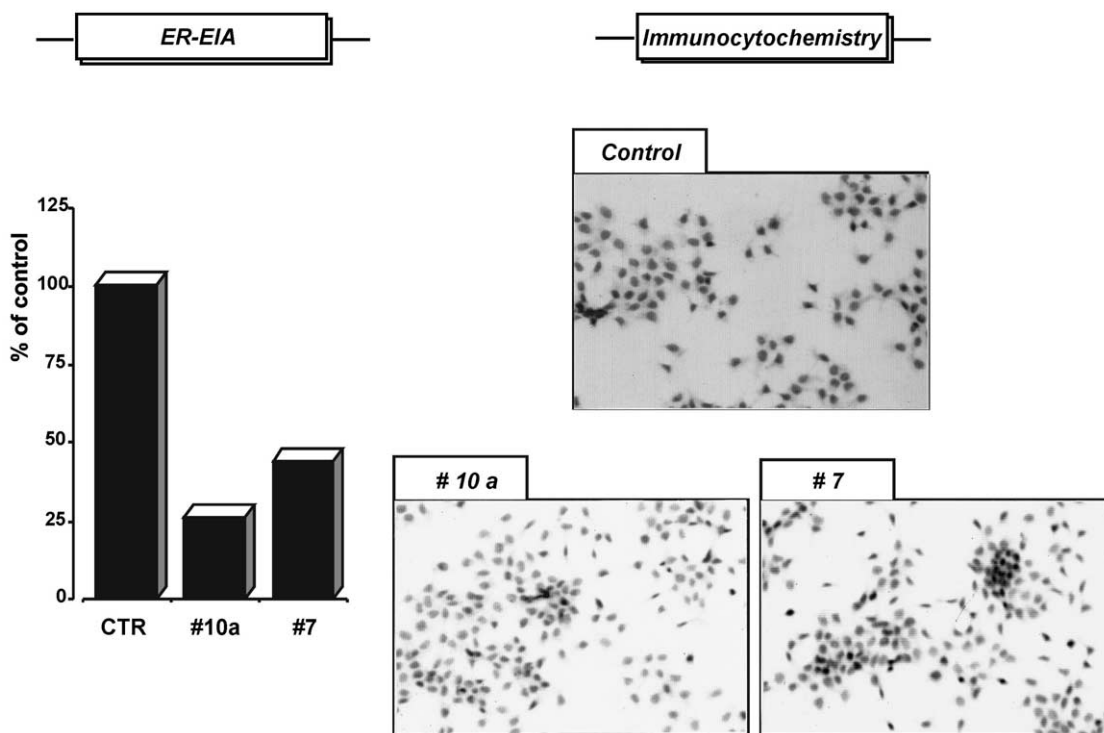 ER-EIA
Immunocytochemistry
Control
% of control
125
100
75
50
25
0
CTR #10a #7
# 10 a
# 7